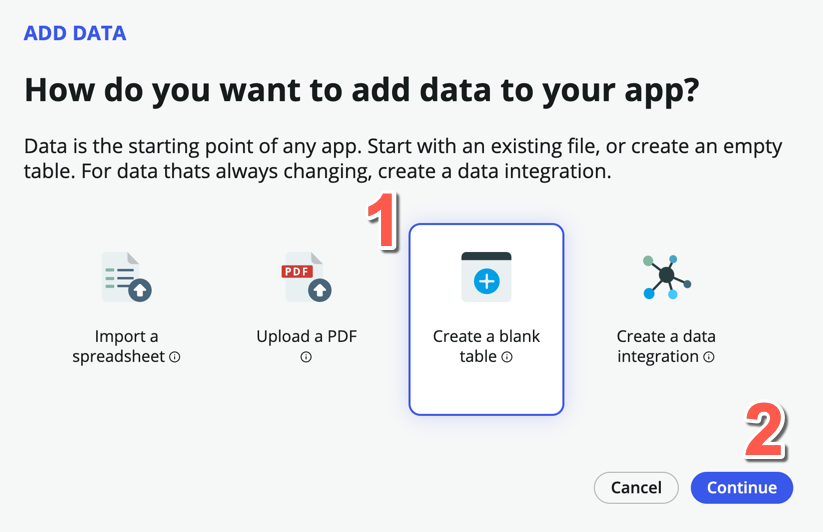 ADD DATA
How do you want to add data to your app?
Data is the starting point of any app. Start with an existing file, or create an empty
table. For data thats always changing, create a data integration.
1
PDF
Import a
spreadsheet
Upload a PDF
Create a blank
table
Create a data
integration
2
Cancel
Continue